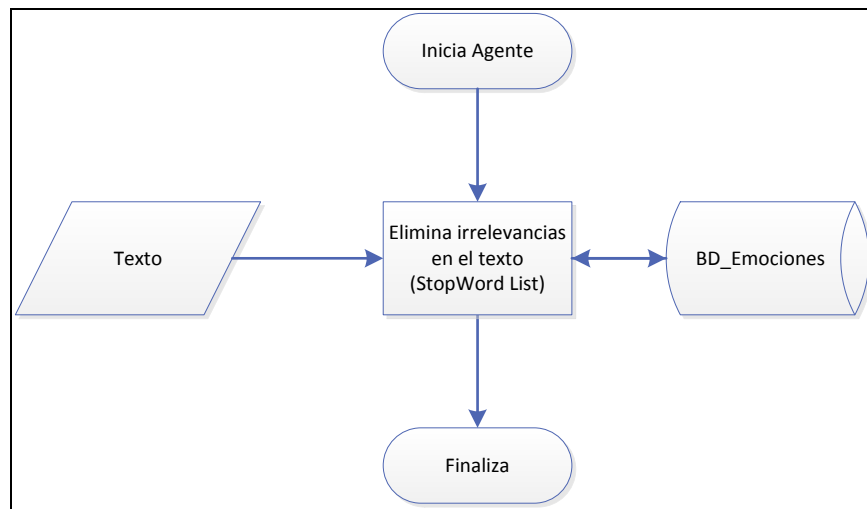 Inicia Agente
Texto
Elimina irrelevancias
en el texto
(StopWord List)
BD_Emociones
Finaliza